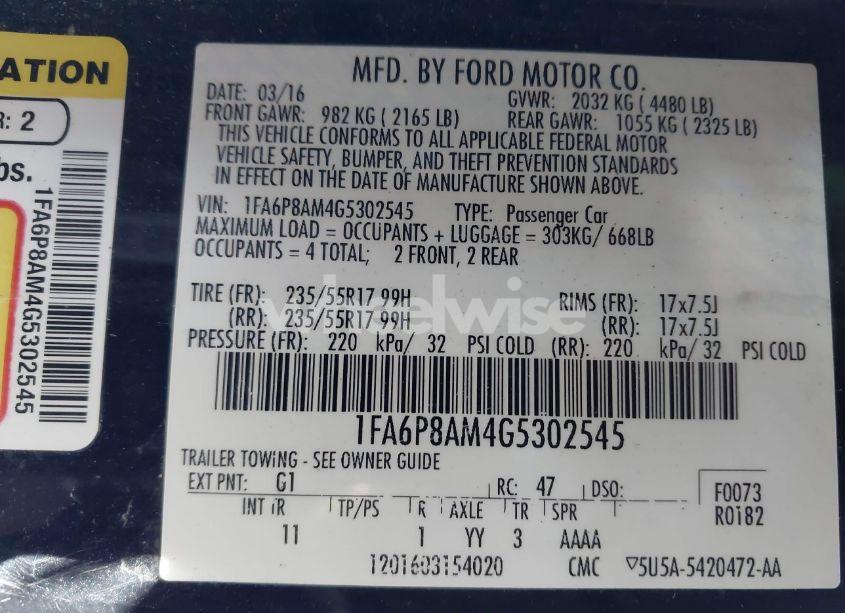 ATION
R: 2
bs.
1FA6P8AM4G5302545
MFD. BY FORD MOTOR CO.
DATE: 03/16 GVWR: 2032 KG ( 4480 LB)
FRONT GAWR: 982 KG ( 2165 LB) REAR GAWR: 1055 KG ( 2325 LB)
THIS VEHICLE CONFORMS TO ALL APPLICABLE FEDERAL MOTOR
VEHICLE SAFETY, BUMPER, AND THEFT PREVENTION STANDARDS
IN EFFECT ON THE DATE OF MANUFACTURE SHOWN ABOVE.
VIN: 1FA6P8AM4G5302545 TYPE: Passenger Car
MAXIMUM LOAD = OCCUPANTS + LUGGAGE = 303KG/ 668LB
OCCUPANTS = 4 TOTAL; 2 FRONT, 2 REAR
TIRE (FR): 235/55R17 99H RIMS (FR): 17x7.5J
(RR): 235/55R17 99H (RR): 17x7.5J
PRESSURE (FR): 220 kPa/ 32 PSI COLD (RR): 220 kPa/ 32 PSI COLD
1FA6P8AM4G5302545
TRAILER TOWING - SEE OWNER GUIDE
EXT PNT: G1 RC: 47 DSO: F0073
INT TR TP/PS R AXLE TR SPR R0182
11 1 YY 3 AAAA
1201603154020 CMC ▽5U5A-5420472-AA